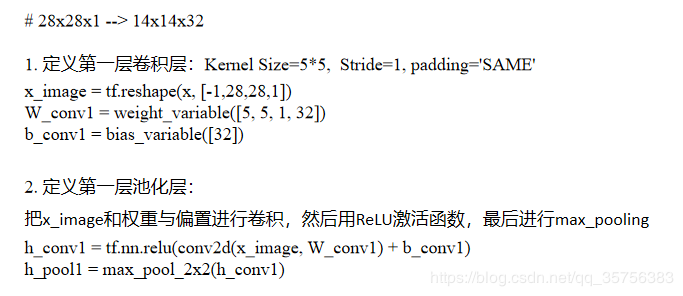 # 28x28x1 --> 14x14x32
1. 定义第一层卷积层：Kernel Size=5*5,  Stride=1, padding='SAME'
x_image = tf.reshape(x, [-1,28,28,1])
W_conv1 = weight_variable([5, 5, 1, 32])
b_conv1 = bias_variable([32])
2. 定义第一层池化层：
把x_image和权重与偏置进行卷积，然后用ReLU激活函数，最后进行max_pooling
h_conv1 = tf.nn.relu(conv2d(x_image, W_conv1) + b_conv1)
h_pool1 = max_pool_2x2(h_conv1)
https://blog.csdn.net/qq_35756383